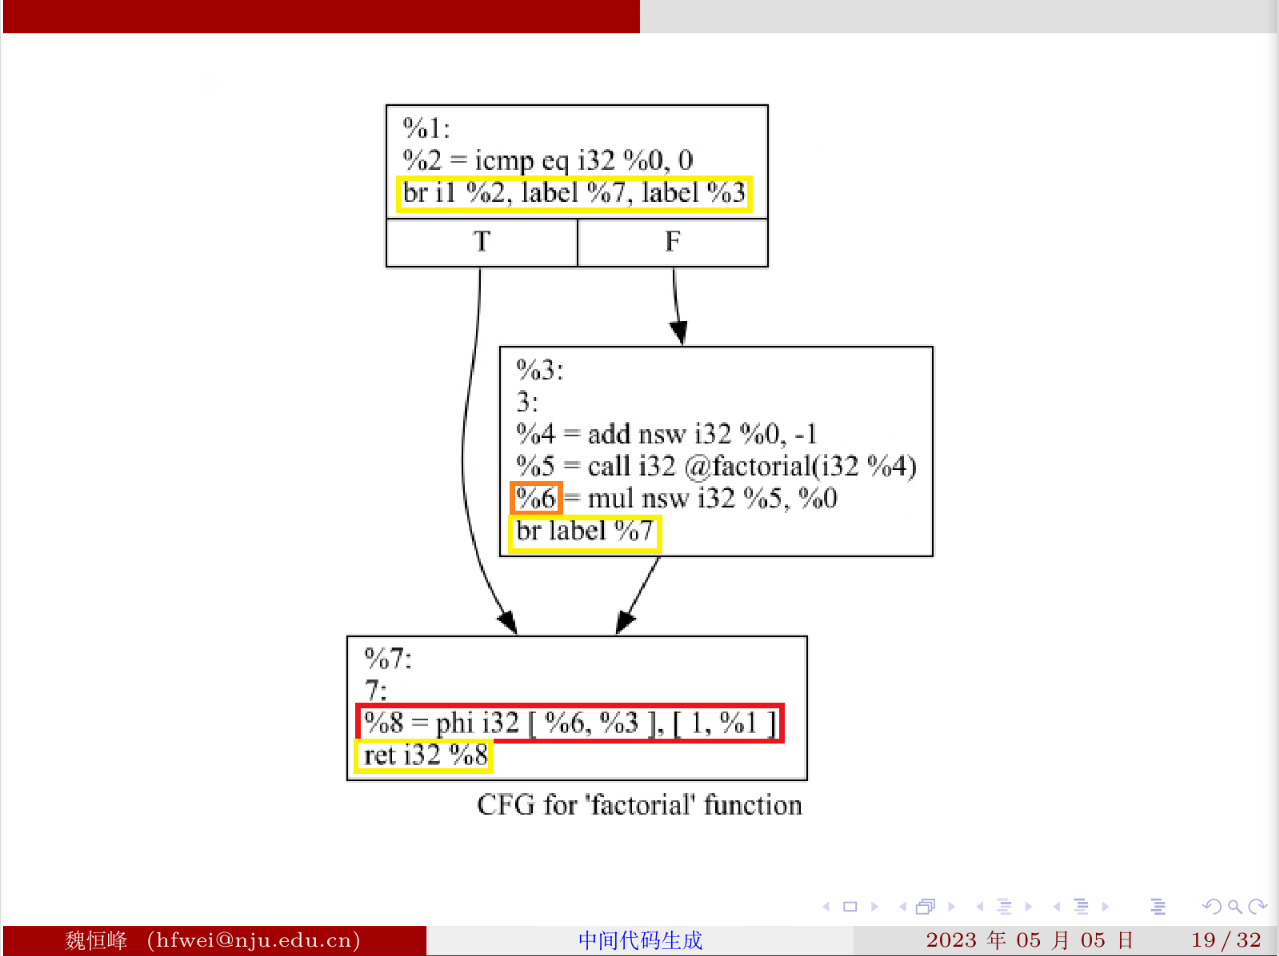 %1:
%2 = icmp eq i32 %0, 0
br i1 %2, label %7, label %3
T F
%3:
3:
%4 = add nsw i32 %0, -1
%5 = call i32 @factorial(i32 %4)
%6 = mul nsw i32 %5, %0
br label %7
%7:
7:
%8 = phi i32 [ %6, %3 ], [ 1, %1 ]
ret i32 %8
CFG for 'factorial' function
魏恒峰 (hfwei@nju.edu.cn) 中间代码生成 2023 年 05 月 05 日 19 / 32